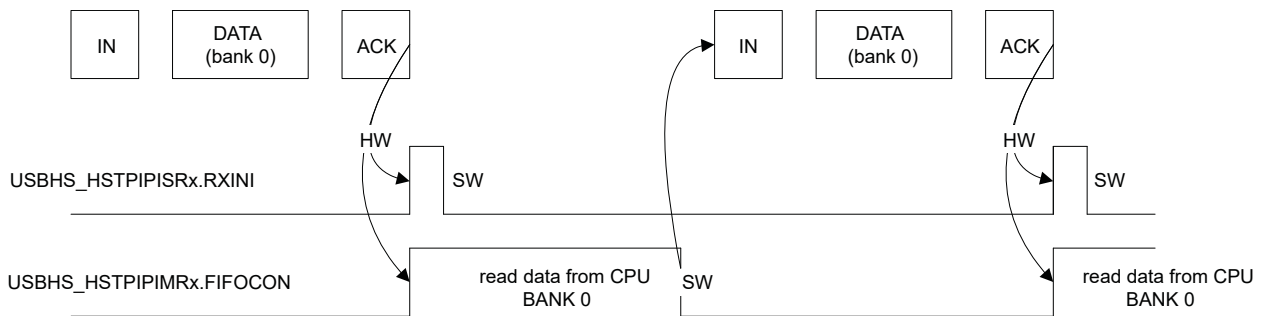 IN
DATA
(bank 0)
ACK
IN
DATA
(bank 0)
ACK
HW
HW
USBHS_HSTPIPISRx.RXINI
SW
SW
USBHS_HSTPIPIMRx.FIFOCON
read data from CPU
BANK 0
SW
read data from CPU
BANK 0